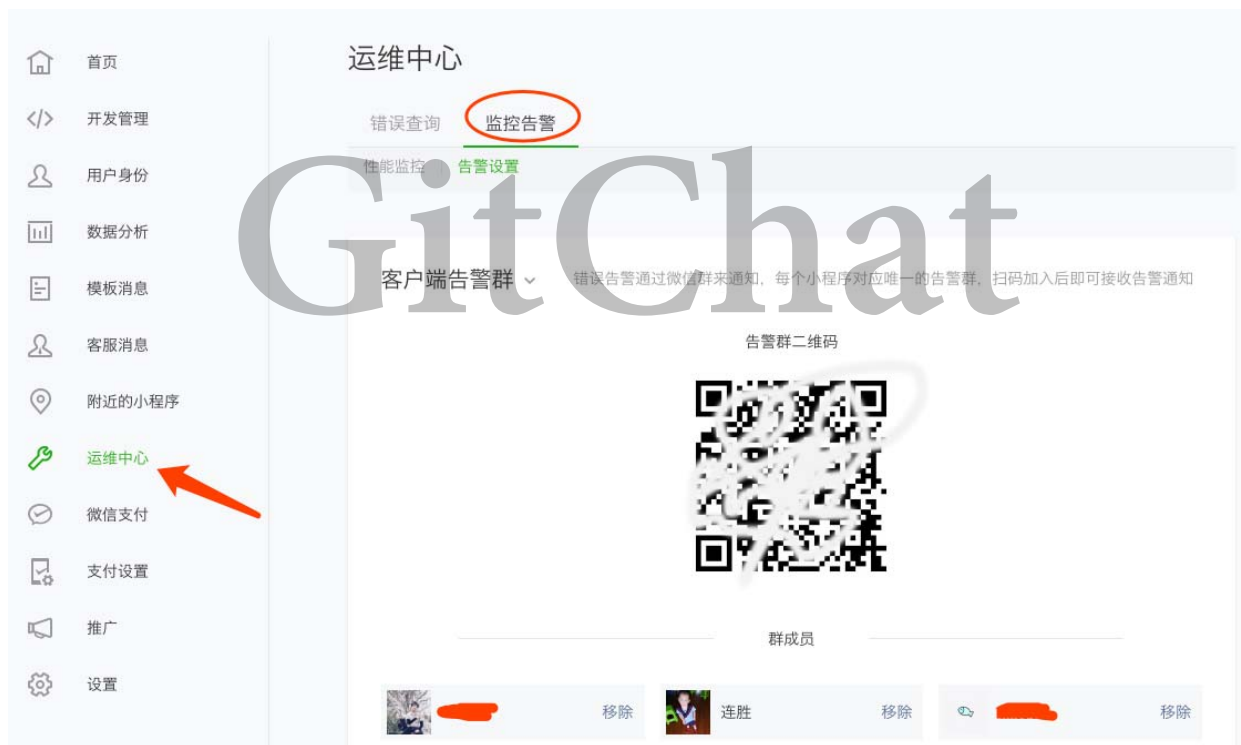 首页
开发管理
用户身份
数据分析
模板消息
客服消息
附近的小程序
运维中心
微信支付
支付设置
推广
设置
运维中心
错误查询 监控告警
性能监控 | 告警设置
GitChat
客户端告警群 错误告警通过微信群来通知，每个小程序对应唯一的告警群，扫码加入后即可接收告警通知
告警群二维码
群成员
移除 连胜 移除 移除